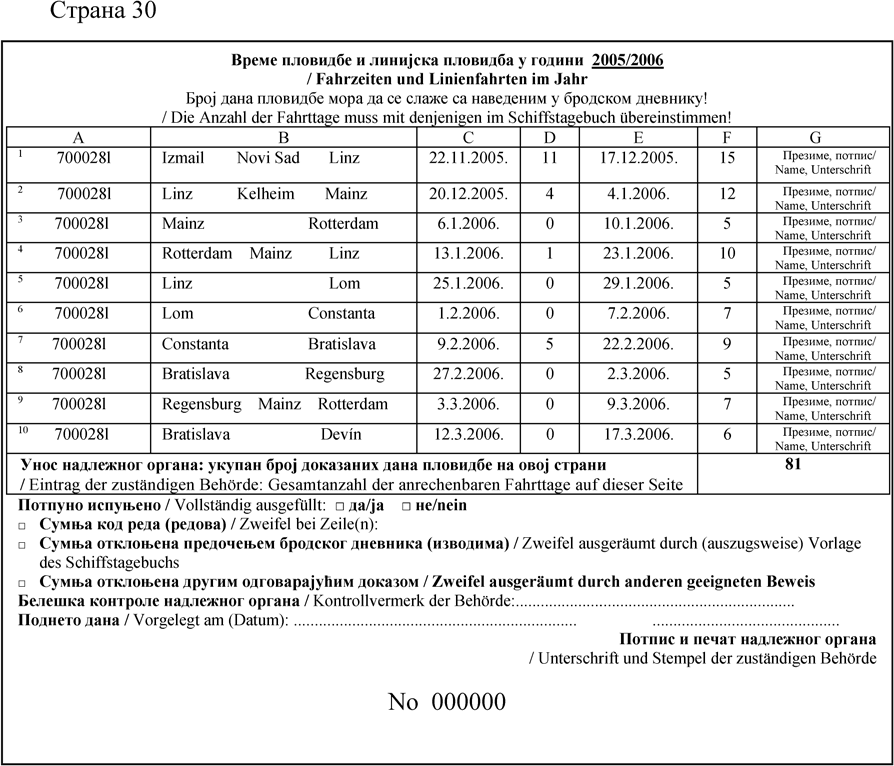 Страна 30
Време пловидбе и линијска пловидба у години 2005/2006
/ Fahrzeiten und Linienfahrten im Jahr
Број дана пловидбе мора да се слаже са наведеним у бродском дневнику!
/ Die Anzahl der Fahrttage muss mit denjenigen im Schiffstagebuch übereinstimmen!
A B C D E F G
1 700028l Izmail Novi Sad Linz 22.11.2005. 11 17.12.2005. 15 Презиме, потпис/
Name, Unterschrift
2 700028l Linz Kelheim Mainz 20.12.2005. 4 4.1.2006. 12 Презиме, потпис/
Name, Unterschrift
3 700028l Mainz Rotterdam 6.1.2006. 0 10.1.2006. 5 Презиме, потпис/
Name, Unterschrift
4 700028l Rotterdam Mainz Linz 13.1.2006. 1 23.1.2006. 10 Презиме, потпис/
Name, Unterschrift
5 700028l Linz Lom 25.1.2006. 0 29.1.2006. 5 Презиме, потпис/
Name, Unterschrift
6 700028l Lom Constanta 1.2.2006. 0 7.2.2006. 7 Презиме, потпис/
Name, Unterschrift
7 700028l Constanta Bratislava 9.2.2006. 5 22.2.2006. 9 Презиме, потпис/
Name, Unterschrift
8 700028l Bratislava Regensburg 27.2.2006. 0 2.3.2006. 5 Презиме, потпис/
Name, Unterschrift
9 700028l Regensburg Mainz Rotterdam 3.3.2006. 0 9.3.2006. 7 Презиме, потпис/
Name, Unterschrift
10 700028l Bratislava Devín 12.3.2006. 0 17.3.2006. 6 Презиме, потпис/
Name, Unterschrift
Унос надлежног органа: укупан број доказаних дана пловидбе на овој страни 81
/ Eintrag der zuständigen Behörde: Gesamtanzahl der anrechenbaren Fahrttage auf dieser Seite
Потпуно испуњено / Vollständig ausgefüllt: □ да/ja □ не/nein
□ Сумња код реда (редова) / Zweifel bei Zeile(n):
□ Сумња отклоњена предочењем бродског дневника (извoдима) / Zweifel ausgeräumt durch (auszugsweise) Vorlage
des Schiffstagebuchs
□ Сумња отклоњена другим одговарајућим доказом / Zweifel ausgeräumt durch anderen geeigneten Beweis
Белешка контроле надлежног органа / Kontrollvermerk der Behörde:...................................................................
Поднето дана / Vorgelegt am (Datum): .................................................................... .............................................
Потпис и печат надлежног органа
/ Unterschrift und Stempel der zuständigen Behörde
No 000000